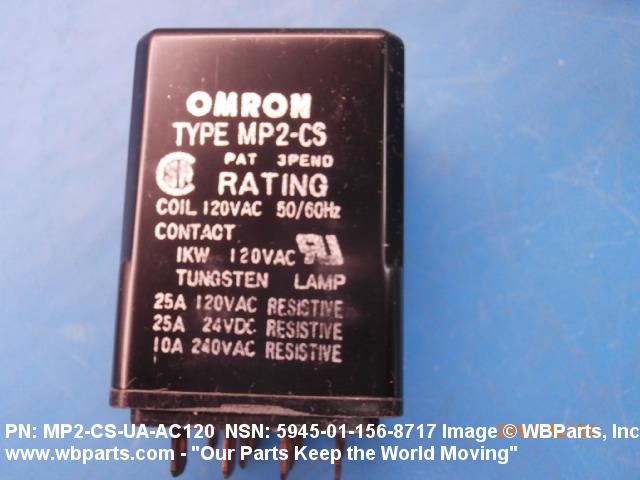 OMRON
TYPE MP2-CS
PAT 3PEND
RATING
COIL 120VAC 50/60Hz
CONTACT
1KW 120VAC
TUNGSTEN LAMP
25A 120VAC RESISTIVE
25A 24VDC RESISTIVE
10A 240VAC RESISTIVE
PN: MP2-CS-UA-AC120 NSN: 5945-01-156-8717 Image © WBParts, Inc
www.wbparts.com - "Our Parts Keep the World Moving"